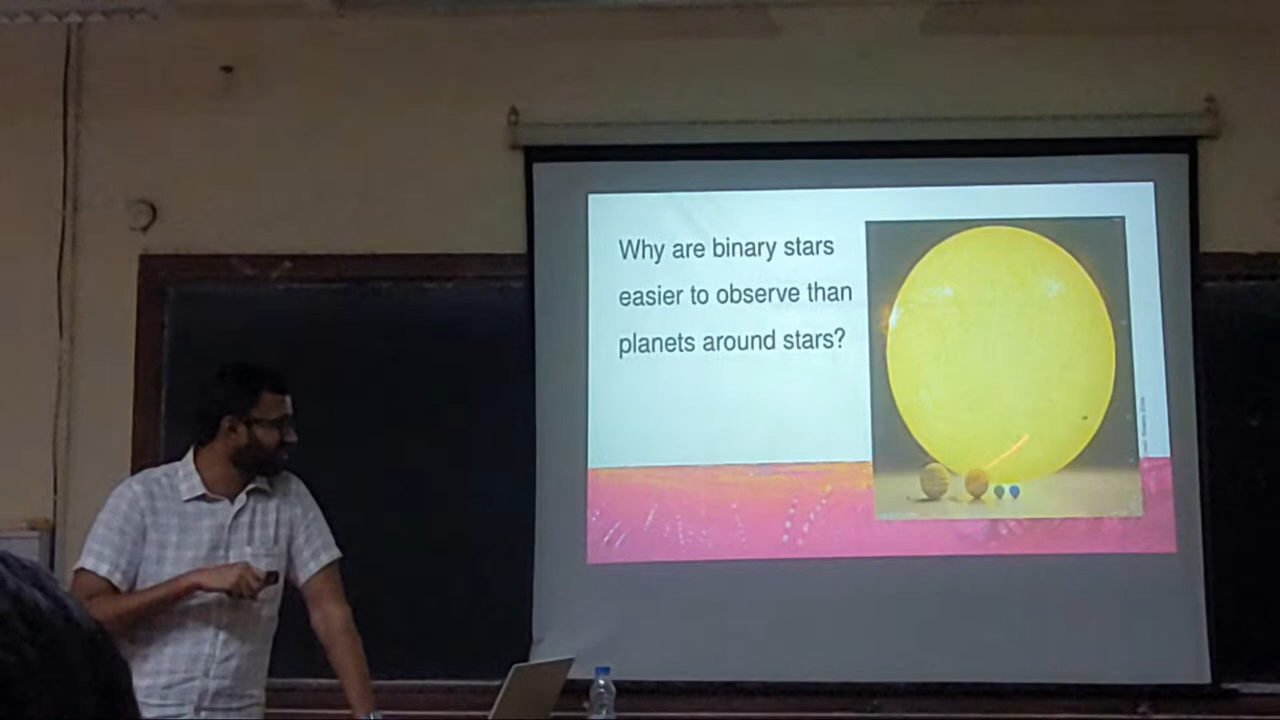 Why are binary stars
easier to observe than
planets around stars?